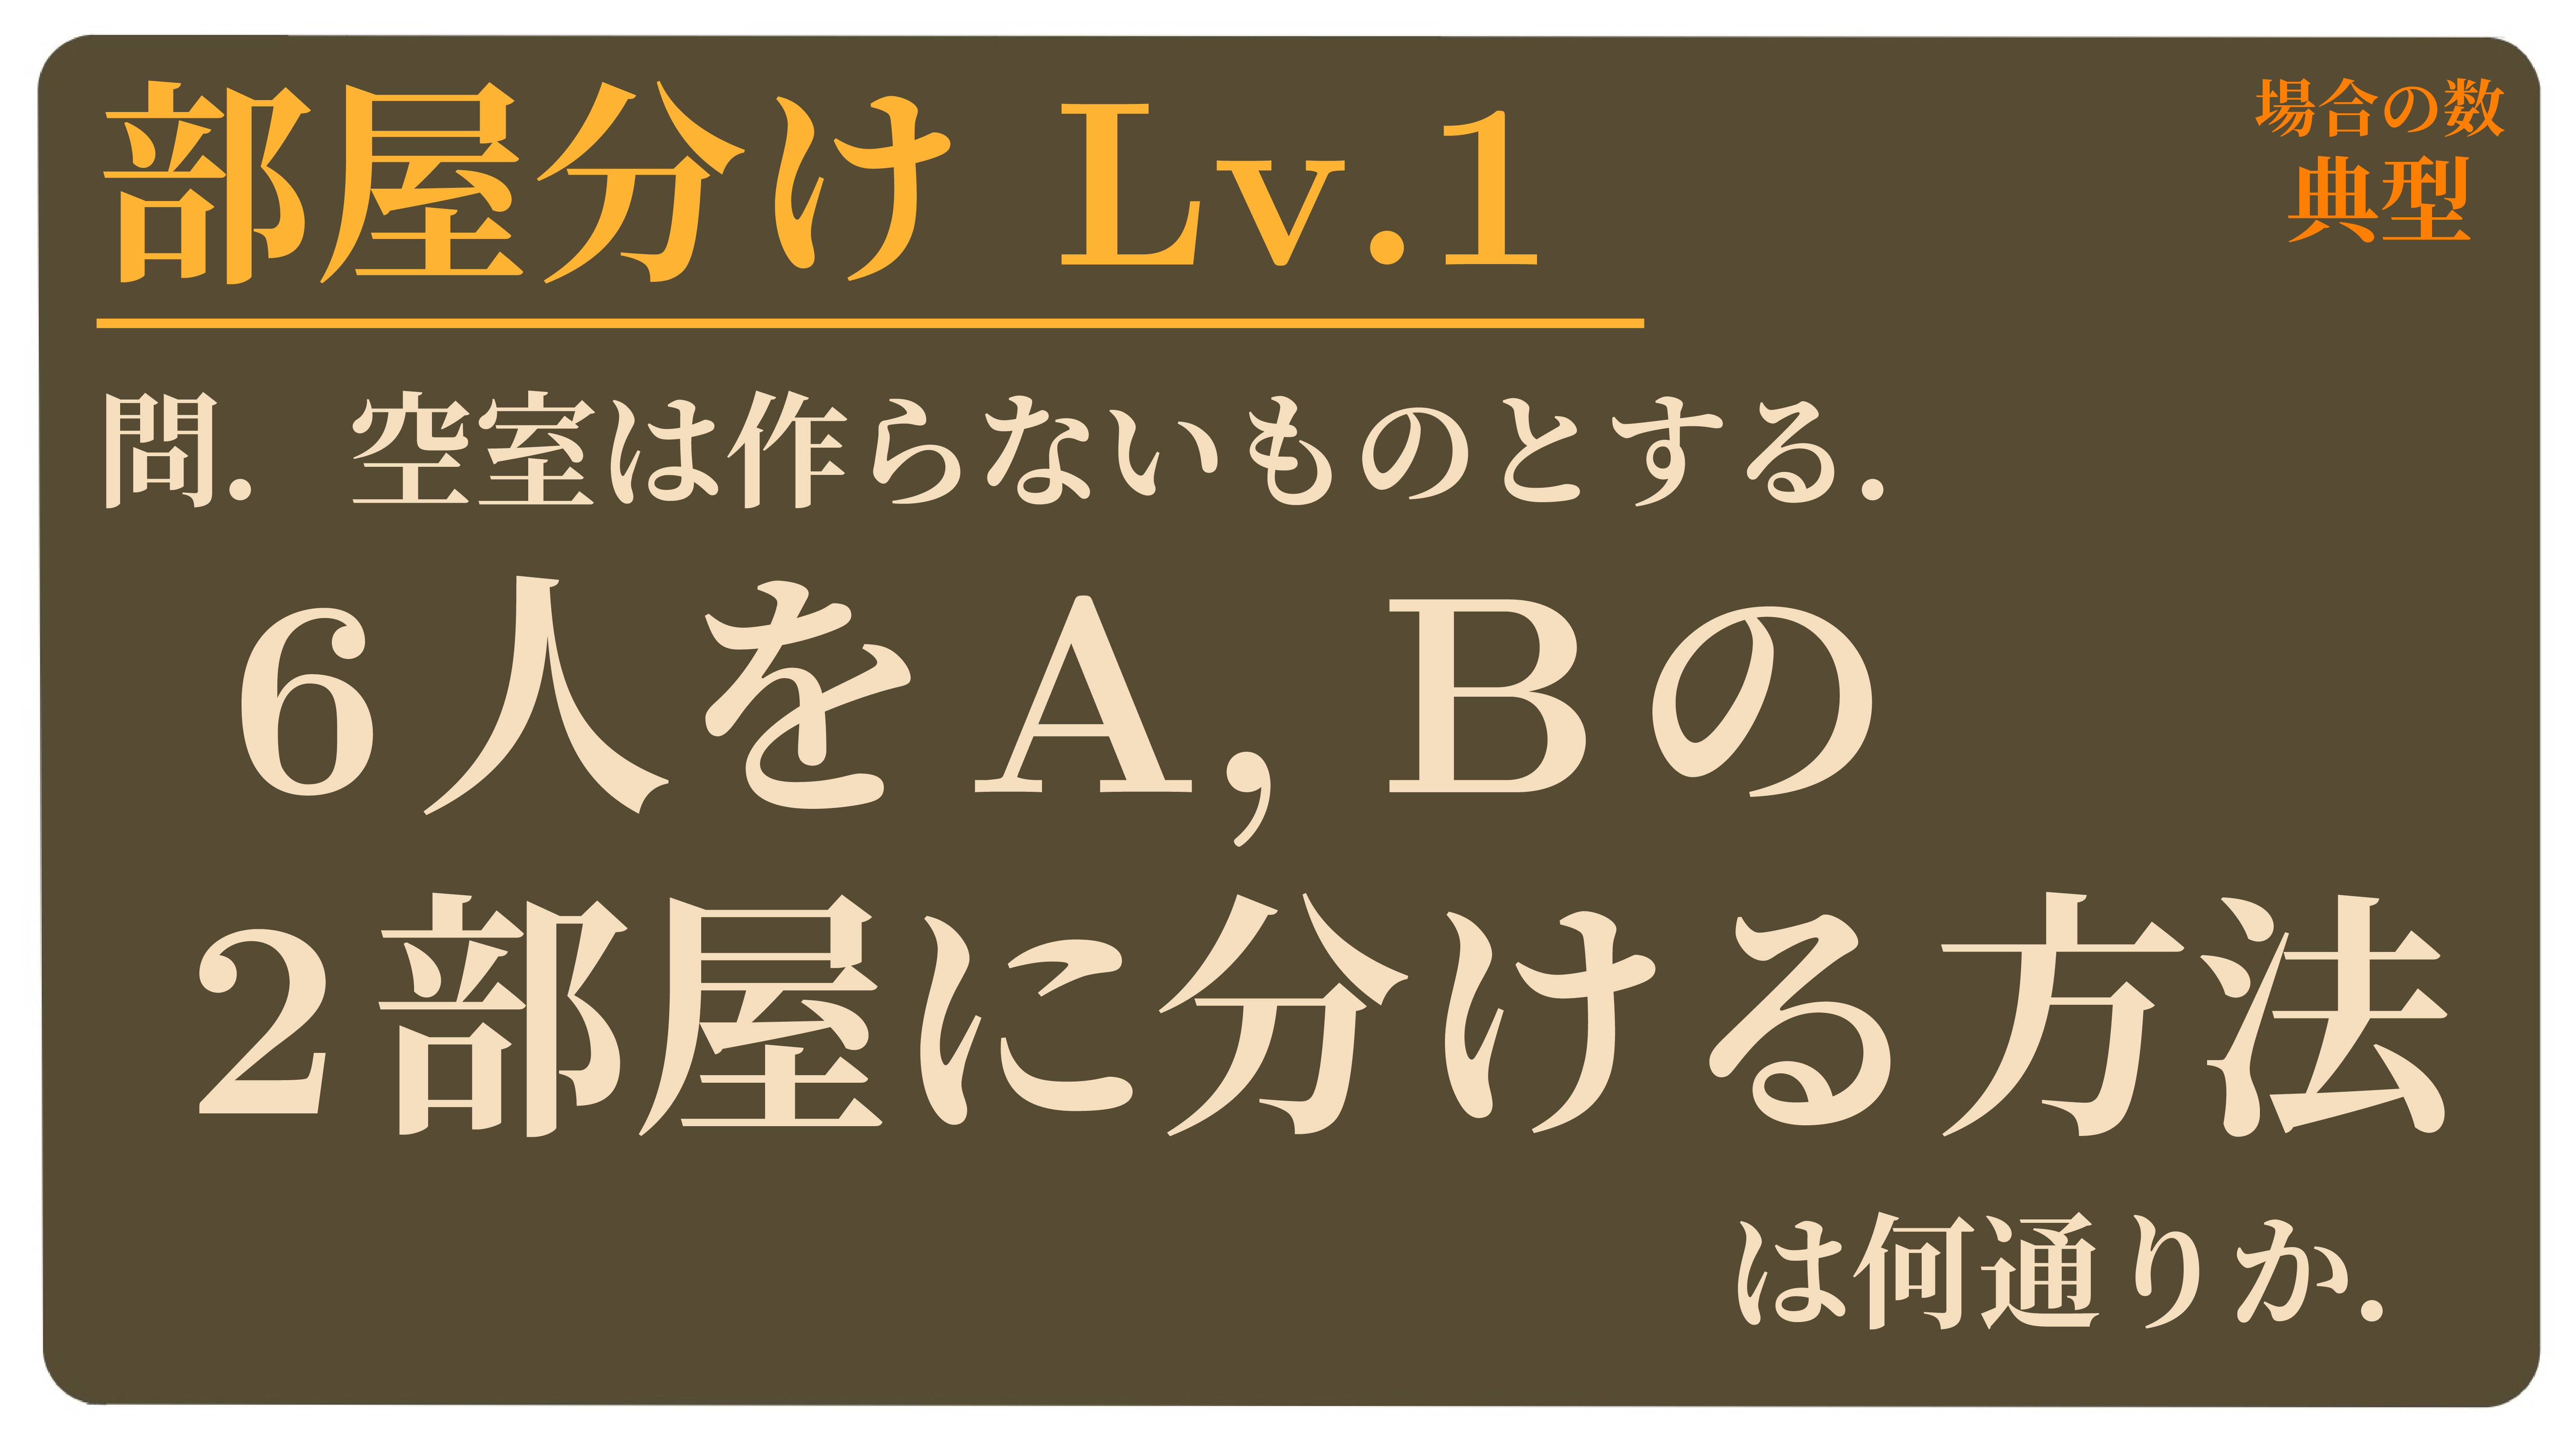 部屋分け Lv.1
場合の数
典型
問．空室は作らないものとする．
6人をA, Bの
2部屋に分ける方法
は何通りか．